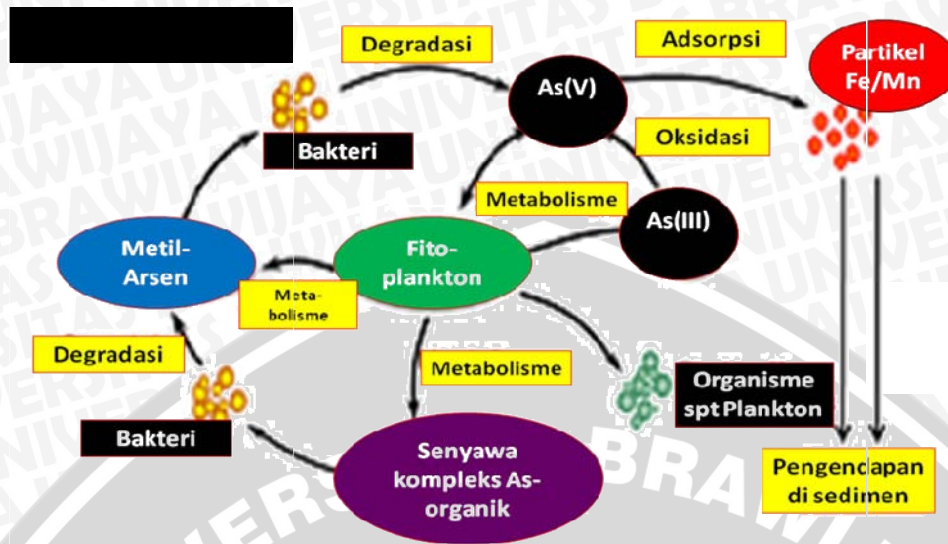 Degradasi
Adsorpsi
Partikel
Fe/Mn
As(V)
Bakteri
Oksidasi
Metabolisme
As(III)
Metil-
Arsen
Fito-
plankton
Meta-
bolisme
Degradasi
Metabolisme
Organisme
spt Plankton
Bakteri
Senyawa
kompleks As-
organik
Pengendapan
di sedimen